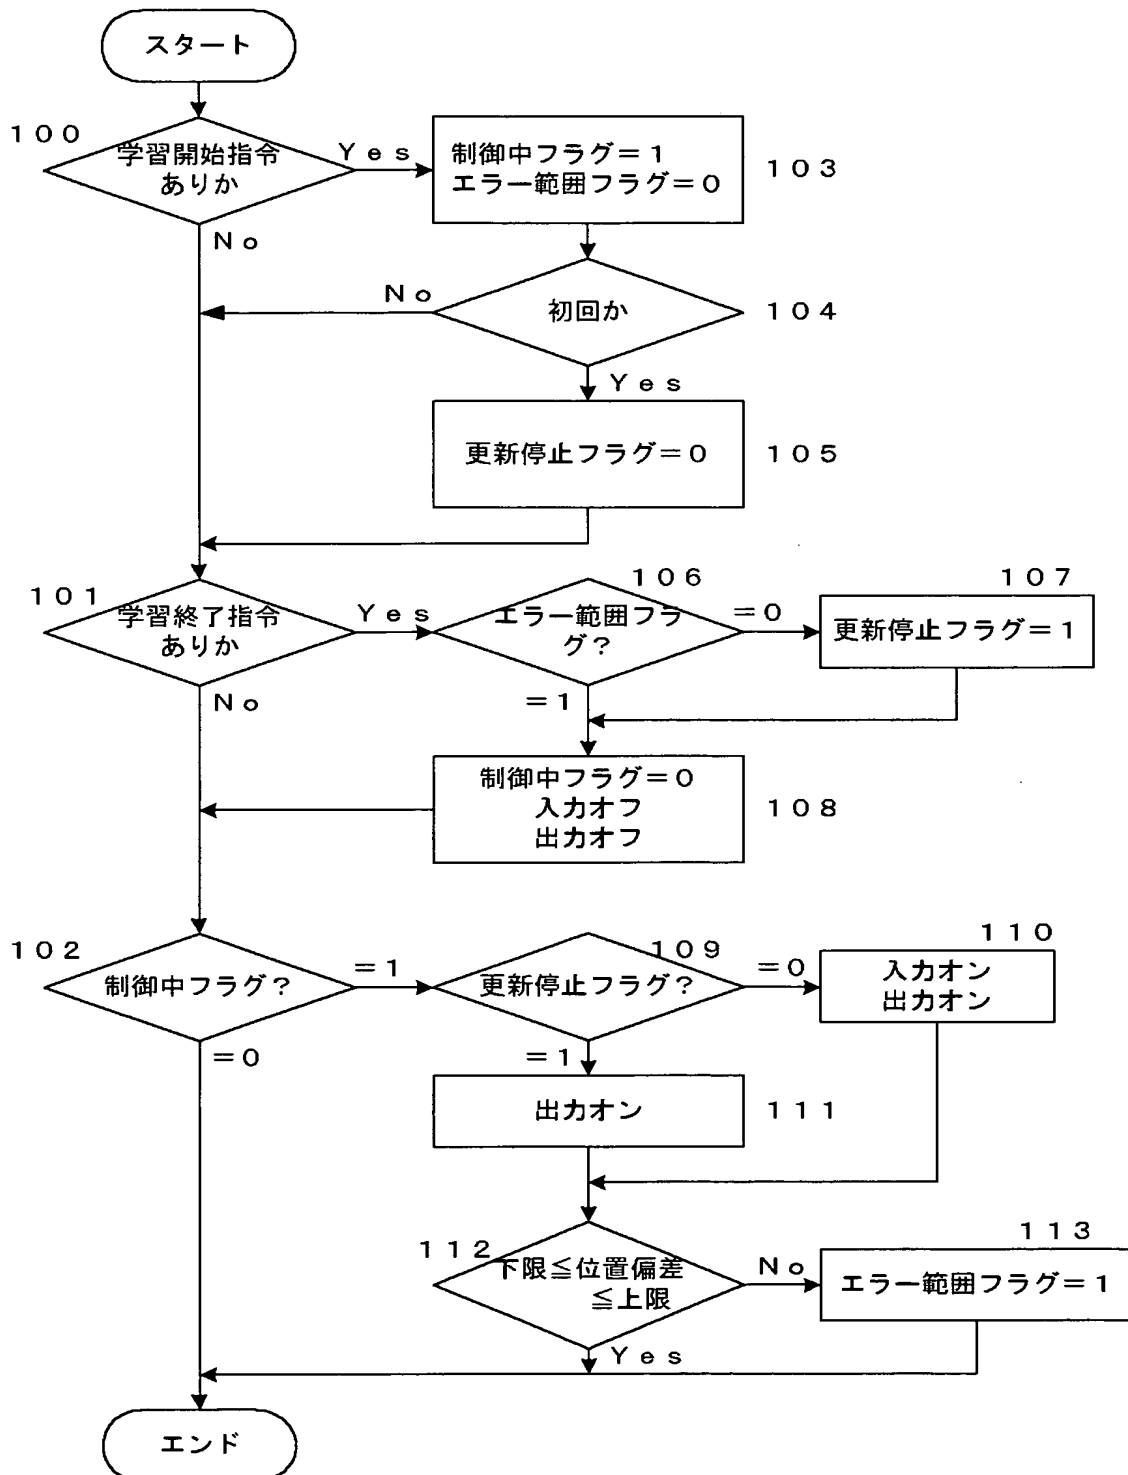 スタート
100
学習開始指令
ありか
Yes
制御中フラグ=1
エラー範囲フラグ=0
103
No
初回か
No
104
Yes
更新停止フラグ=0
105
101
学習終了指令
ありか
Yes
106
エラー範囲フラ
グ?
=0
107
更新停止フラグ=1
No
=1
制御中フラグ=0
入力オフ
出力オフ
108
102
制御中フラグ?
=1
109
更新停止フラグ?
=0
110
入力オン
出力オン
=0
=1
出力オン
111
112
下限≦位置偏差
≦上限
No
113
エラー範囲フラグ=1
Yes
エンド